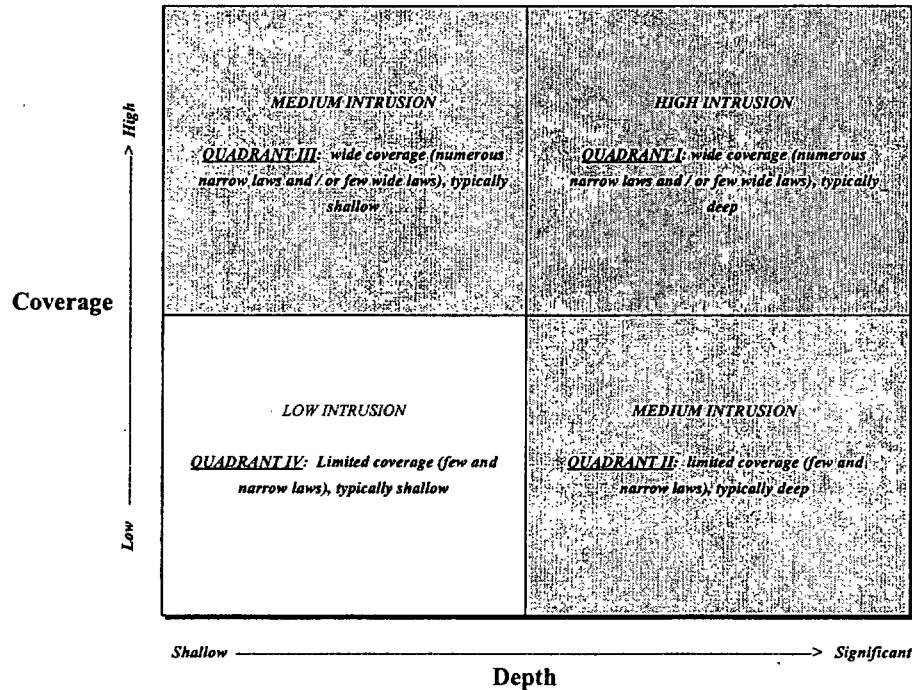 MEDIUM INTRUSION
QUADRANT III: wide coverage (numerous
narrow laws and / or few wide laws), typically
shallow
HIGH INTRUSION
QUADRANT I: wide coverage (numerous
narrow laws and / or few wide laws), typically
deep
High
Coverage
Low
LOW INTRUSION
QUADRANT IV: Limited coverage (few and
narrow laws), typically shallow
MEDIUM INTRUSION
QUADRANT II: limited coverage (few and
narrow laws), typically deep
Shallow
Significant
Depth